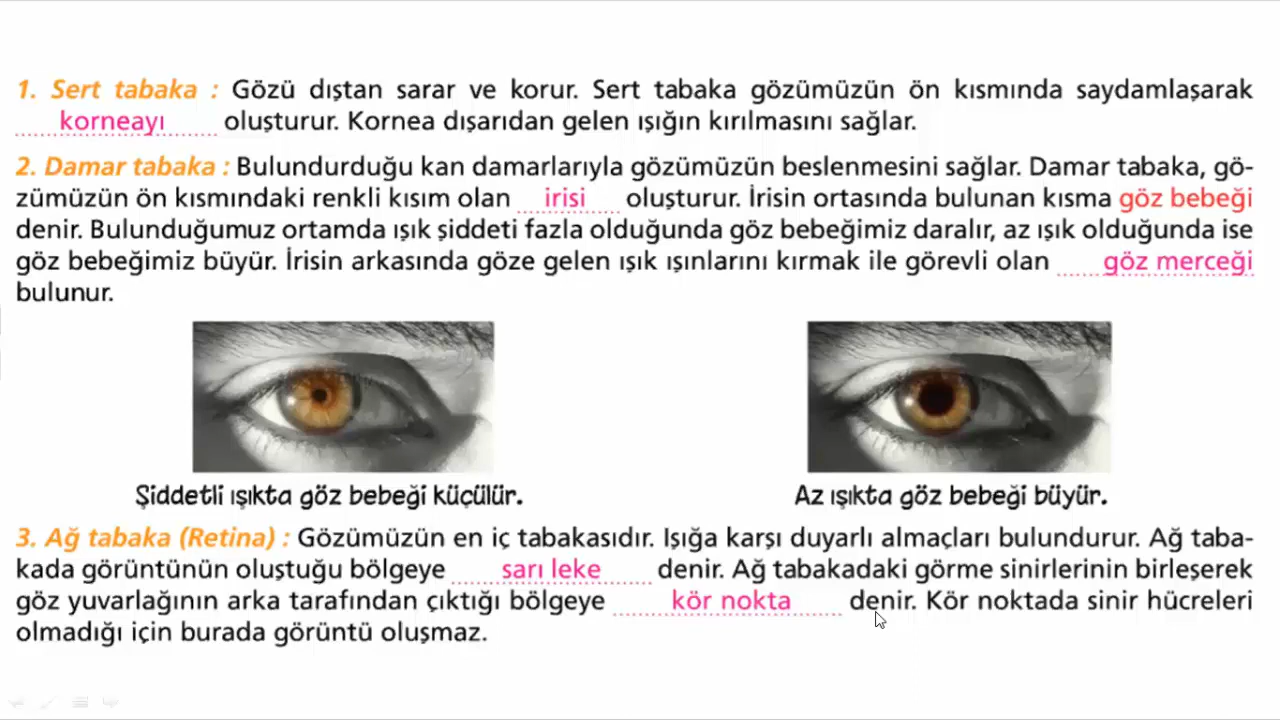 1. Sert tabaka : Gözü dıştan sarar ve korur. Sert tabaka gözümüzün ön kısmında saydamlaşarak
korneayı oluşturur. Kornea dışarıdan gelen ışığın kırılmasını sağlar.
2. Damar tabaka : Bulundurduğu kan damarlarıyla gözümüzün beslenmesini sağlar. Damar tabaka, gö-
zümüzün ön kısmındaki renkli kısım olan irisi oluşturur. İrisin ortasında bulunan kısma göz bebeği
denir. Bulunduğumuz ortamda ışık şiddeti fazla olduğunda göz bebeğimiz daralır, az ışık olduğunda ise
göz bebeğimiz büyür. İrisin arkasında göze gelen ışık ışınlarını kırmak ile görevli olan göz merceği
bulunur.
Şiddetli ışıkta göz bebeği küçülür.
Az ışıkta göz bebeği büyür.
3. Ağ tabaka (Retina) : Gözümüzün en iç tabakasıdır. Işığa karşı duyarlı almaçları bulundurur. Ağ taba-
kada görüntünün oluştuğu bölgeye sarı leke denir. Ağ tabakadaki görme sinirlerinin birleşerek
göz yuvarlağının arka tarafından çıktığı bölgeye kör nokta denir. Kör noktada sinir hücreleri
olmadığı için burada görüntü oluşmaz.